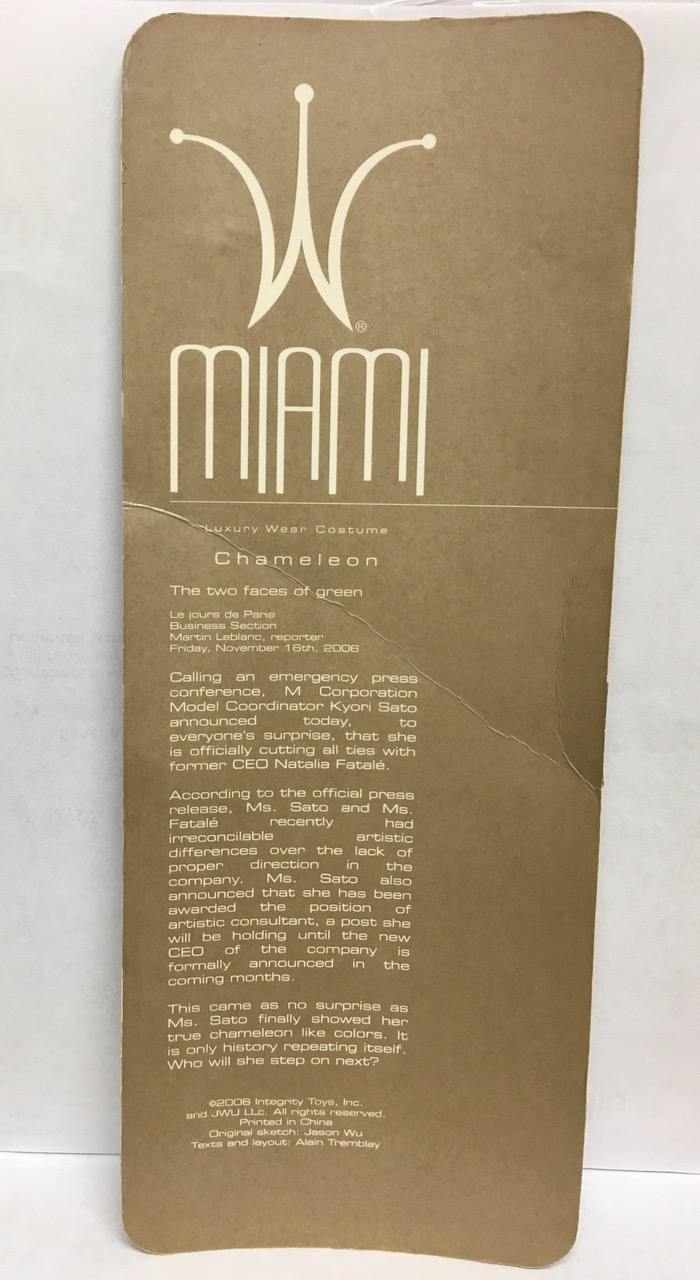 W®
MIAMI
Luxury Wear Costume
Chameleon
The two faces of green
Le jours de Paris
Business Section
Martin Leblanc, reporter
Friday, November 16th, 2006
Calling an emergency press
conference, M Corporation
Model Coordinator Kyori Sato
announced today, to
everyone's surprise, that she
is officially cutting all ties with
former CEO Natalia Fatalé.
According to the official press
release, Ms. Sato and Ms.
Fatalé recently had
irreconcilable artistic
differences over the lack of
proper direction in the
company. Ms. Sato also
announced that she has been
awarded the position of
artistic consultant, a post she
will be holding until the new
CEO of the company is
formally announced in the
coming months.
This came as no surprise as
Ms. Sato finally showed her
true chameleon like colors. It
is only history repeating itself.
Who will she step on next?
©2006 Integrity Toys, Inc.
and JWU LLc. All rights reserved.
Printed in China
Original sketch: Jason Wu
Texts and layout: Alain Tremblay